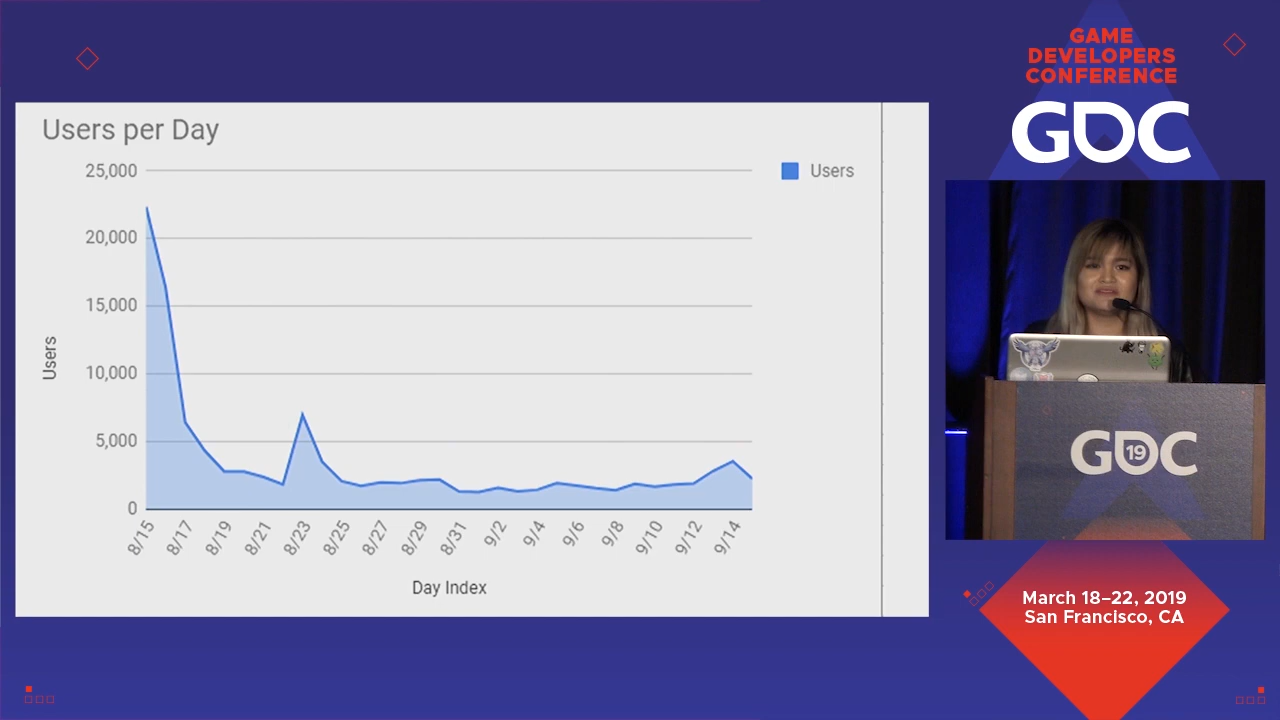 GAME
DEVELOPERS
CONFERENCE
GDC
Users per Day
25,000
20,000
15,000
10,000
5,000
0
Users
Users
8/15
8/17
8/19
8/21
8/23
8/25
8/27
8/29
8/31
9/2
9/4
9/6
9/8
9/10
9/12
9/14
Day Index
GDC
19
March 18–22, 2019
San Francisco, CA